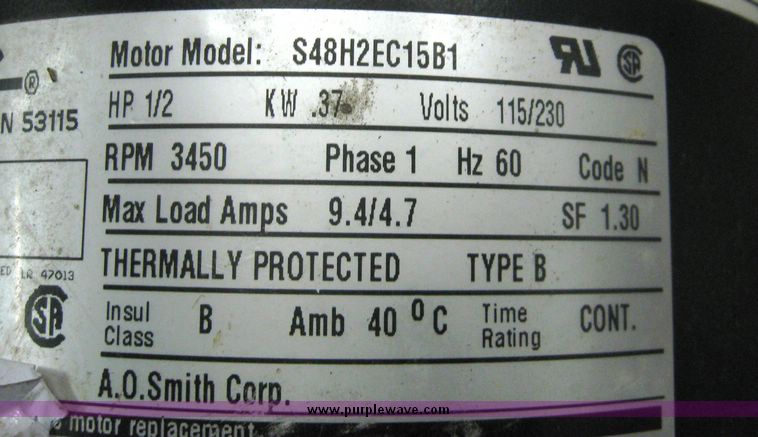 Motor Model: S48H2EC15B1
®
HP 1/2 KW .37 Volts 115/230
N 53115
RPM 3450 Phase 1 Hz 60 Code N
Max Load Amps 9.4/4.7 SF 1.30
THERMALLY PROTECTED TYPE B
LR 47013
Insul Class B Amb 40 °C Time Rating CONT.
A.O.Smith Corp.
www.purplewave.com
motor replacement